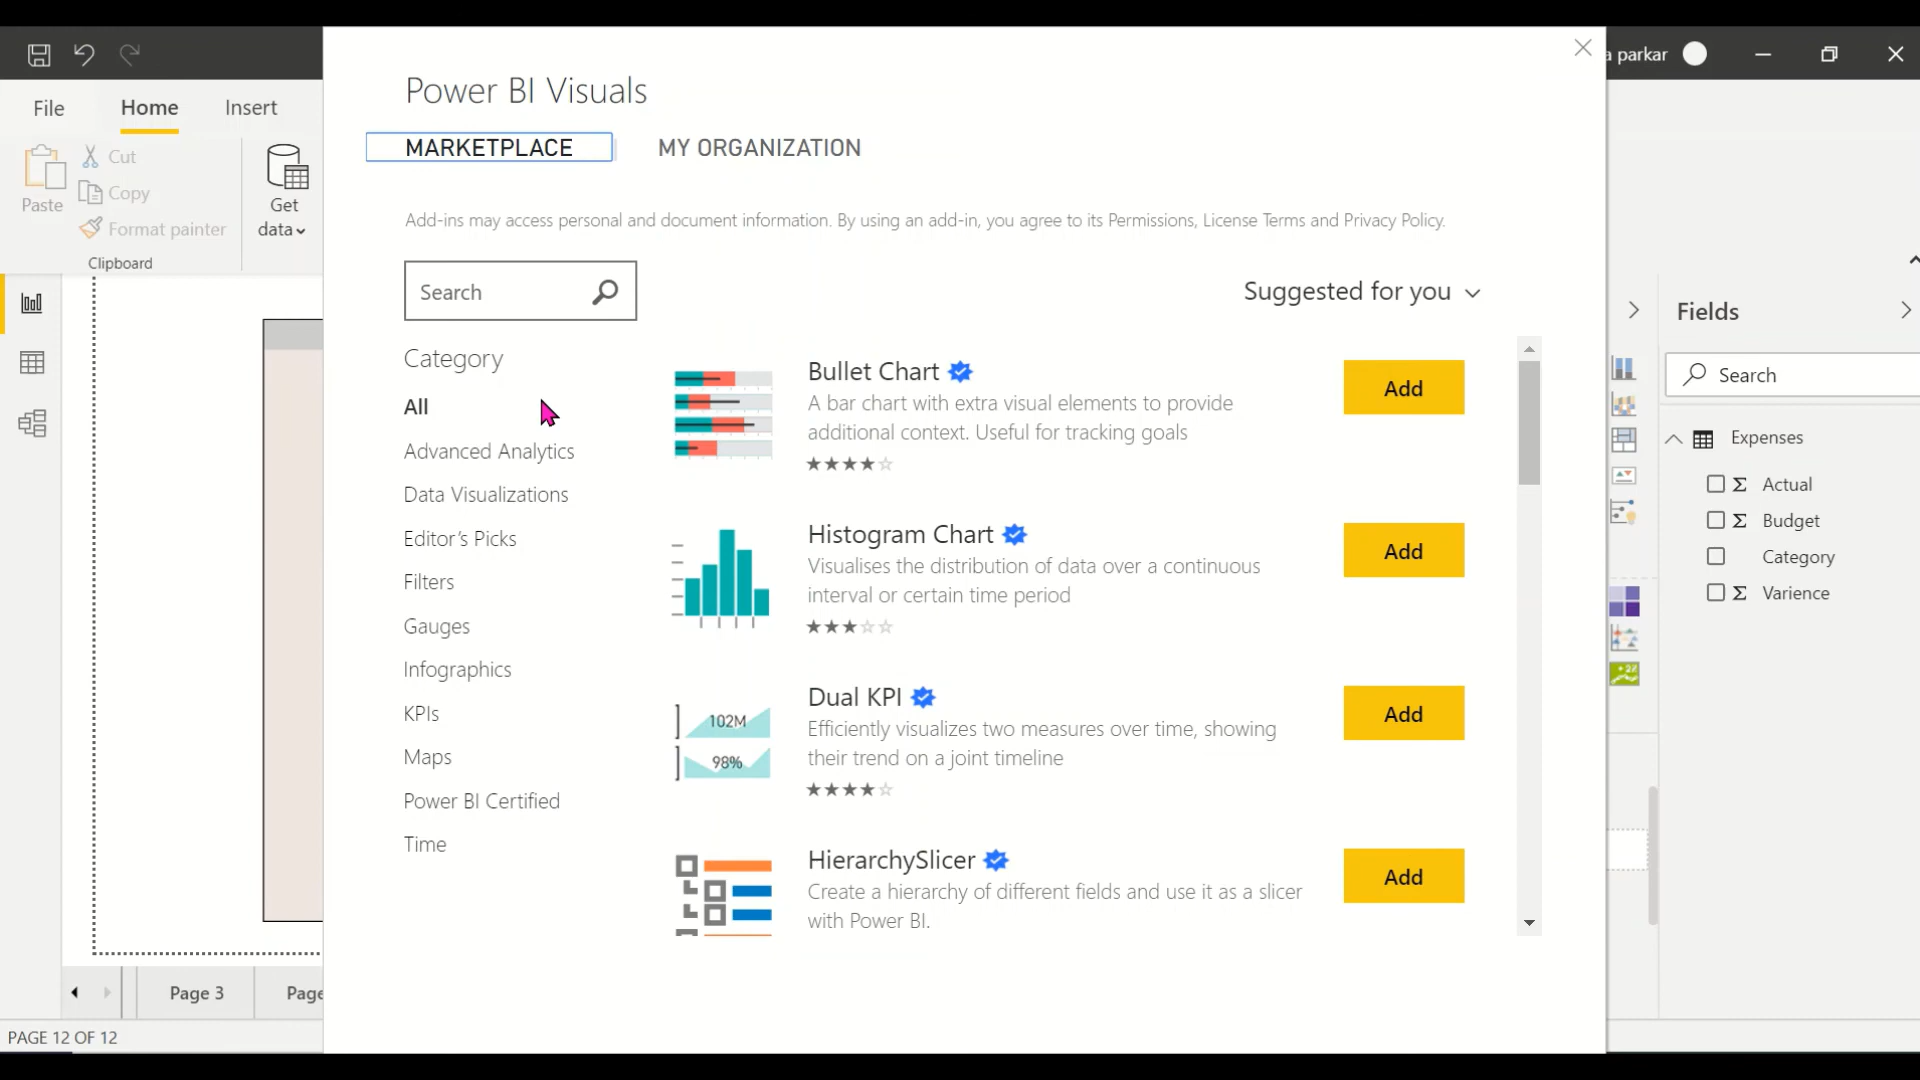 a parkar
File
Home
Insert
Paste
Cut
Copy
Format painter
Clipboard
Get
data
Power BI Visuals
MARKETPLACE
MY ORGANIZATION
Add-ins may access personal and document information. By using an add-in, you agree to its Permissions, License Terms and Privacy Policy.
Search
Suggested for you
Category
All
Advanced Analytics
Data Visualizations
Editor's Picks
Filters
Gauges
Infographics
KPIs
Maps
Power BI Certified
Time
Bullet Chart
A bar chart with extra visual elements to provide
additional context. Useful for tracking goals
Add
Histogram Chart
Visualises the distribution of data over a continuous
interval or certain time period
Add
102M
98%
Dual KPI
Efficiently visualizes two measures over time, showing
their trend on a joint timeline
Add
HierarchySlicer
Create a hierarchy of different fields and use it as a slicer
with Power BI.
Add
Fields
Search
Expenses
Σ Actual
Σ Budget
Category
Σ Varience
Page 3
Page
PAGE 12 OF 12